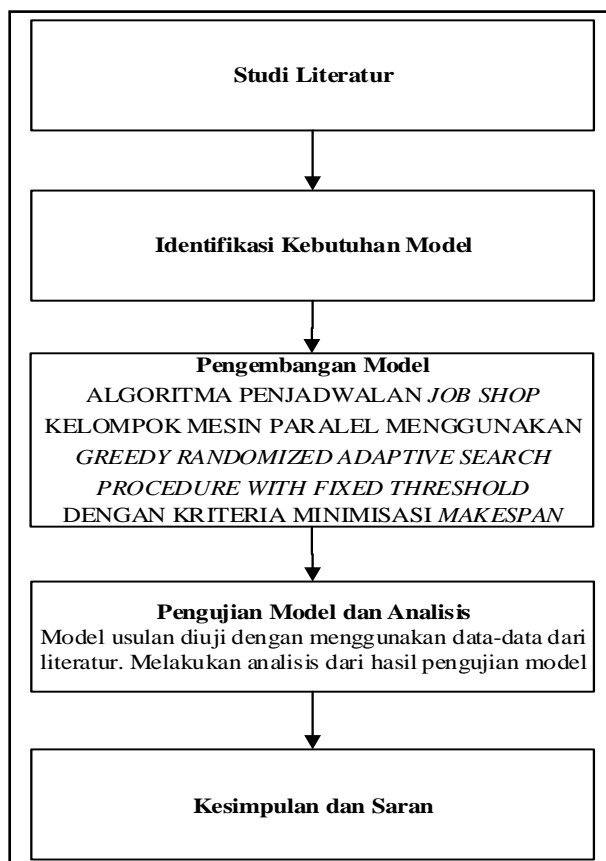 Studi Literatur
Identifikasi Kebutuhan Model
Pengembangan Model
ALGORITMA PENJADWALAN JOB SHOP
KELOMPOK MESIN PARALEL MENGGUNAKAN
GREEDY RANDOMIZED ADAPTIVE SEARCH
PROCEDURE WITH FIXED THRESHOLD
DENGAN KRITERIA MINIMISASI MAKESPAN
Pengujian Model dan Analisis
Model usulan diuji dengan menggunakan data-data dari
literatur. Melakukan analisis dari hasil pengujian model
Kesimpulan dan Saran